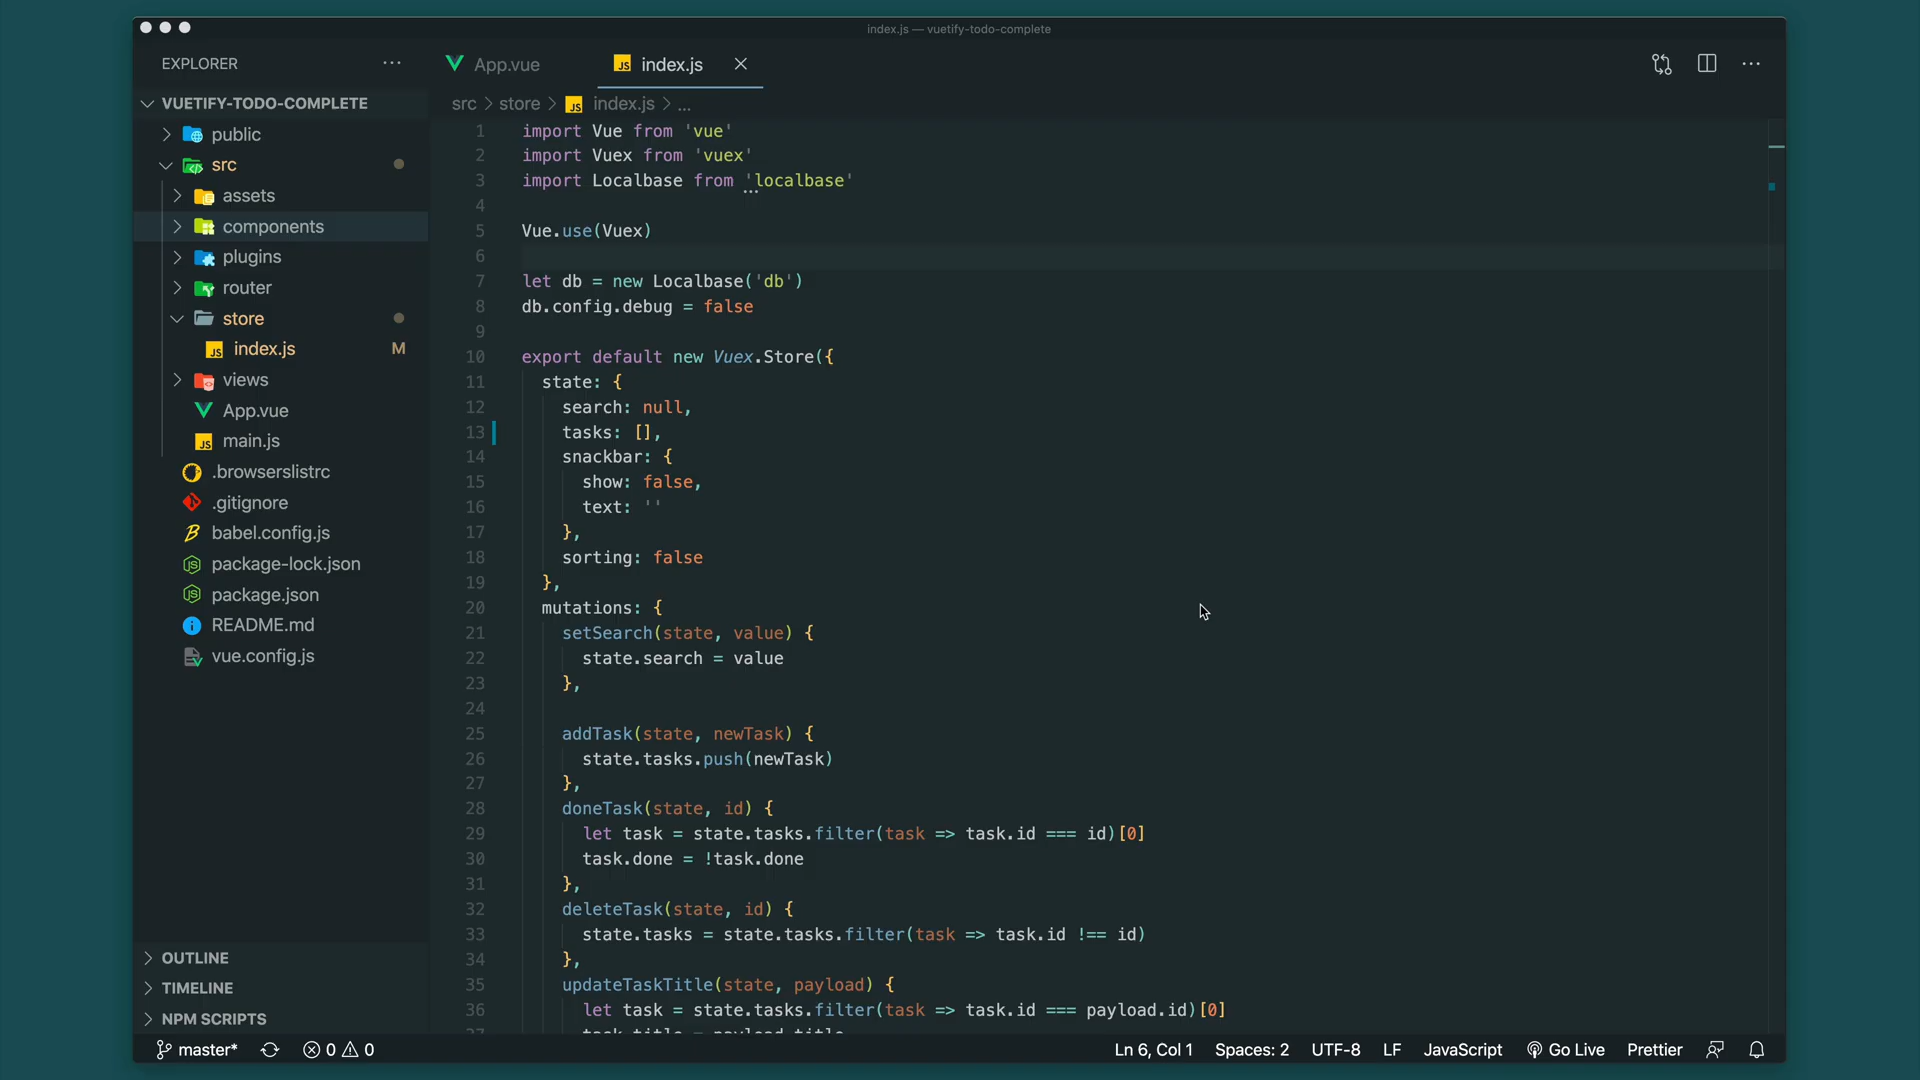 index.js — vuetify-todo-complete
EXPLORER
App.vue
JS index.js
src > store > JS index.js > ...
VUETIFY-TODO-COMPLETE
public
src
assets
components
plugins
router
store
JS index.js M
views
App.vue
JS main.js
.browserslistrc
.gitignore
babel.config.js
package-lock.json
package.json
README.md
vue.config.js
OUTLINE
TIMELINE
NPM SCRIPTS
1 import Vue from 'vue'
2 import Vuex from 'vuex'
3 import Localbase from 'localbase'
4
5 Vue.use(Vuex)
6
7 let db = new Localbase('db')
8 db.config.debug = false
9
10 export default new Vuex.Store({
11 state: {
12 search: null,
13 tasks: [],
14 snackbar: {
15 show: false,
16 text: ''
17 },
18 sorting: false
19 },
20 mutations: {
21 setSearch(state, value) {
22 state.search = value
23 },
24
25 addTask(state, newTask) {
26 state.tasks.push(newTask)
27 },
28 doneTask(state, id) {
29 let task = state.tasks.filter(task => task.id === id)[0]
30 task.done = !task.done
31 },
32 deleteTask(state, id) {
33 state.tasks = state.tasks.filter(task => task.id !== id)
34 },
35 updateTaskTitle(state, payload) {
36 let task = state.tasks.filter(task => task.id === payload.id)[0]
37 task.title = payload.title
master* 0 0 Ln 6, Col 1 Spaces: 2 UTF-8 LF JavaScript Go Live Prettier